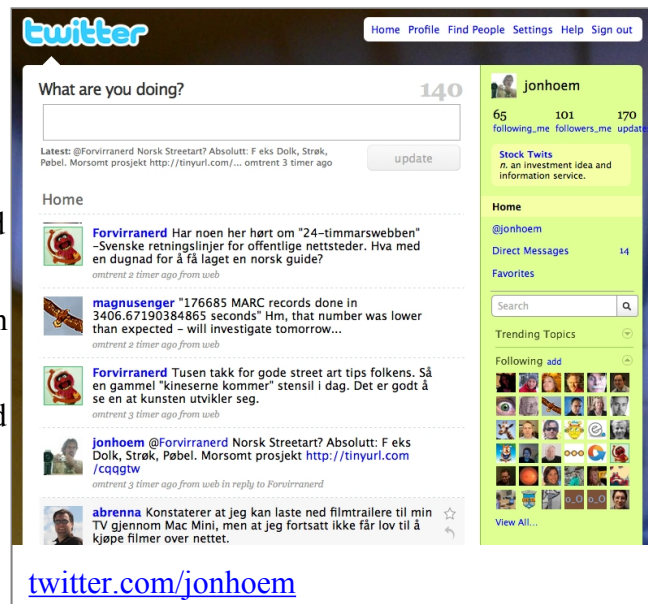 twitter
Home Profile Find People Settings Help Sign out
What are you doing?
140
Latest: @Forvirranerd Norsk Streetart? Absolutt: F eks Dolk, Strøk,
Pøbel. Morsomt prosjekt http://tinyurl.com/... omtrent 3 timer ago
update
Home
Forvirranerd Har noen her hørt om "24-timmarswebben"
-Svenske retningslinjer for offentlige nettsteder. Hva med
en dugnad for å få laget en norsk guide?
omtrent 2 timer ago from web
magnusenger "176685 MARC records done in
3406.67190384865 seconds" Hm, that number was lower
than expected - will investigate tomorrow...
omtrent 2 timer ago from web
Forvirranerd Tusen takk for gode street art tips folkens. Så
en gammel "kineserne kommer" stensil i dag. Det er godt å
se en at kunsten utvikler seg.
omtrent 3 timer ago from web
jonhoem @Forvirranerd Norsk Streetart? Absolutt: F eks
Dolk, Strøk, Pøbel. Morsomt prosjekt http://tinyurl.com
/cqqgtw
omtrent 3 timer ago from web in reply to Forvirranerd
abrenna Konstaterer at jeg kan laste ned filmtrailere til min
TV gjennom Mac Mini, men at jeg fortsatt ikke får lov til å
kjøpe filmer over nettet.
jonhoem
65 101 170
following_me followers_me update
Stock Twits
n. an investment idea and
information service.
Home
@jonhoem
Direct Messages 14
Favorites
Search
Trending Topics
Following add
View All...
twitter.com/jonhoem